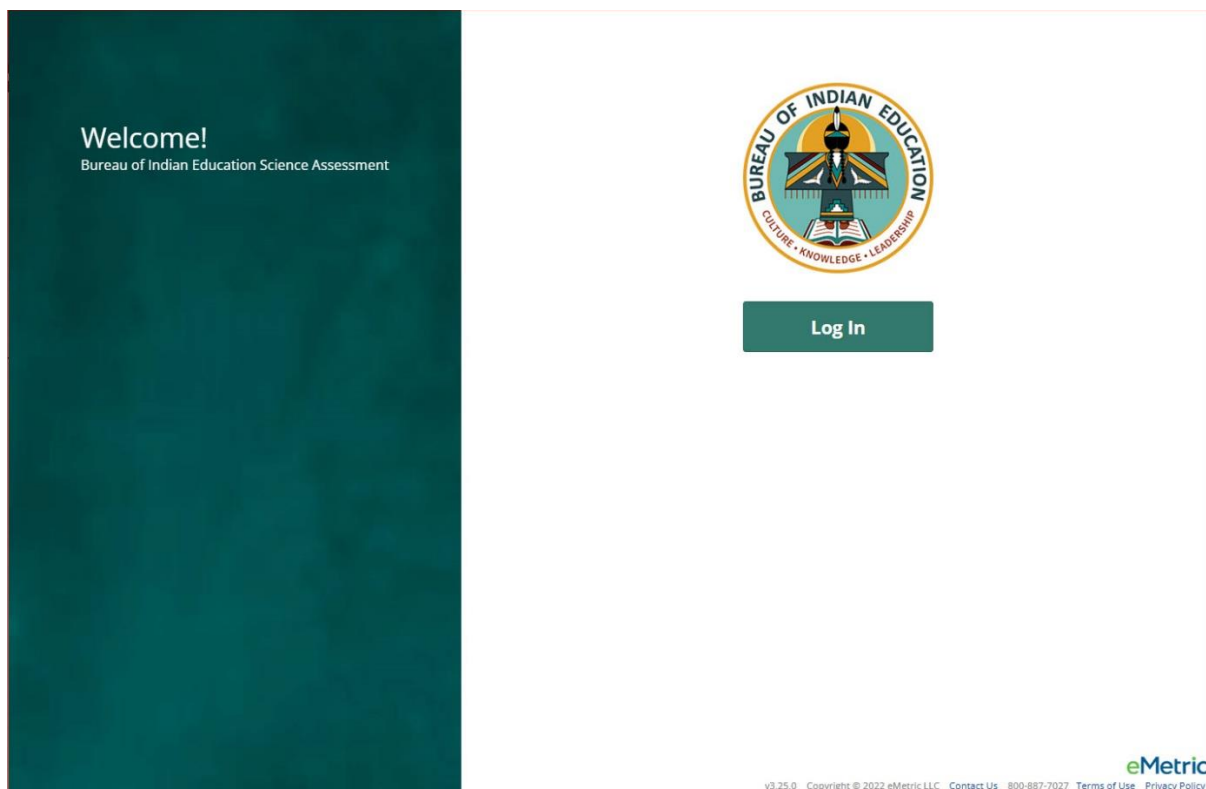 Welcome!
Bureau of Indian Education Science Assessment
BUREAU OF INDIAN EDUCATION
CULTURE • KNOWLEDGE • LEADERSHIP
Log In
eMetric
v3.25.0 Copyright © 2022 eMetric LLC Contact Us 800-887-7027 Terms of Use Privacy Policy